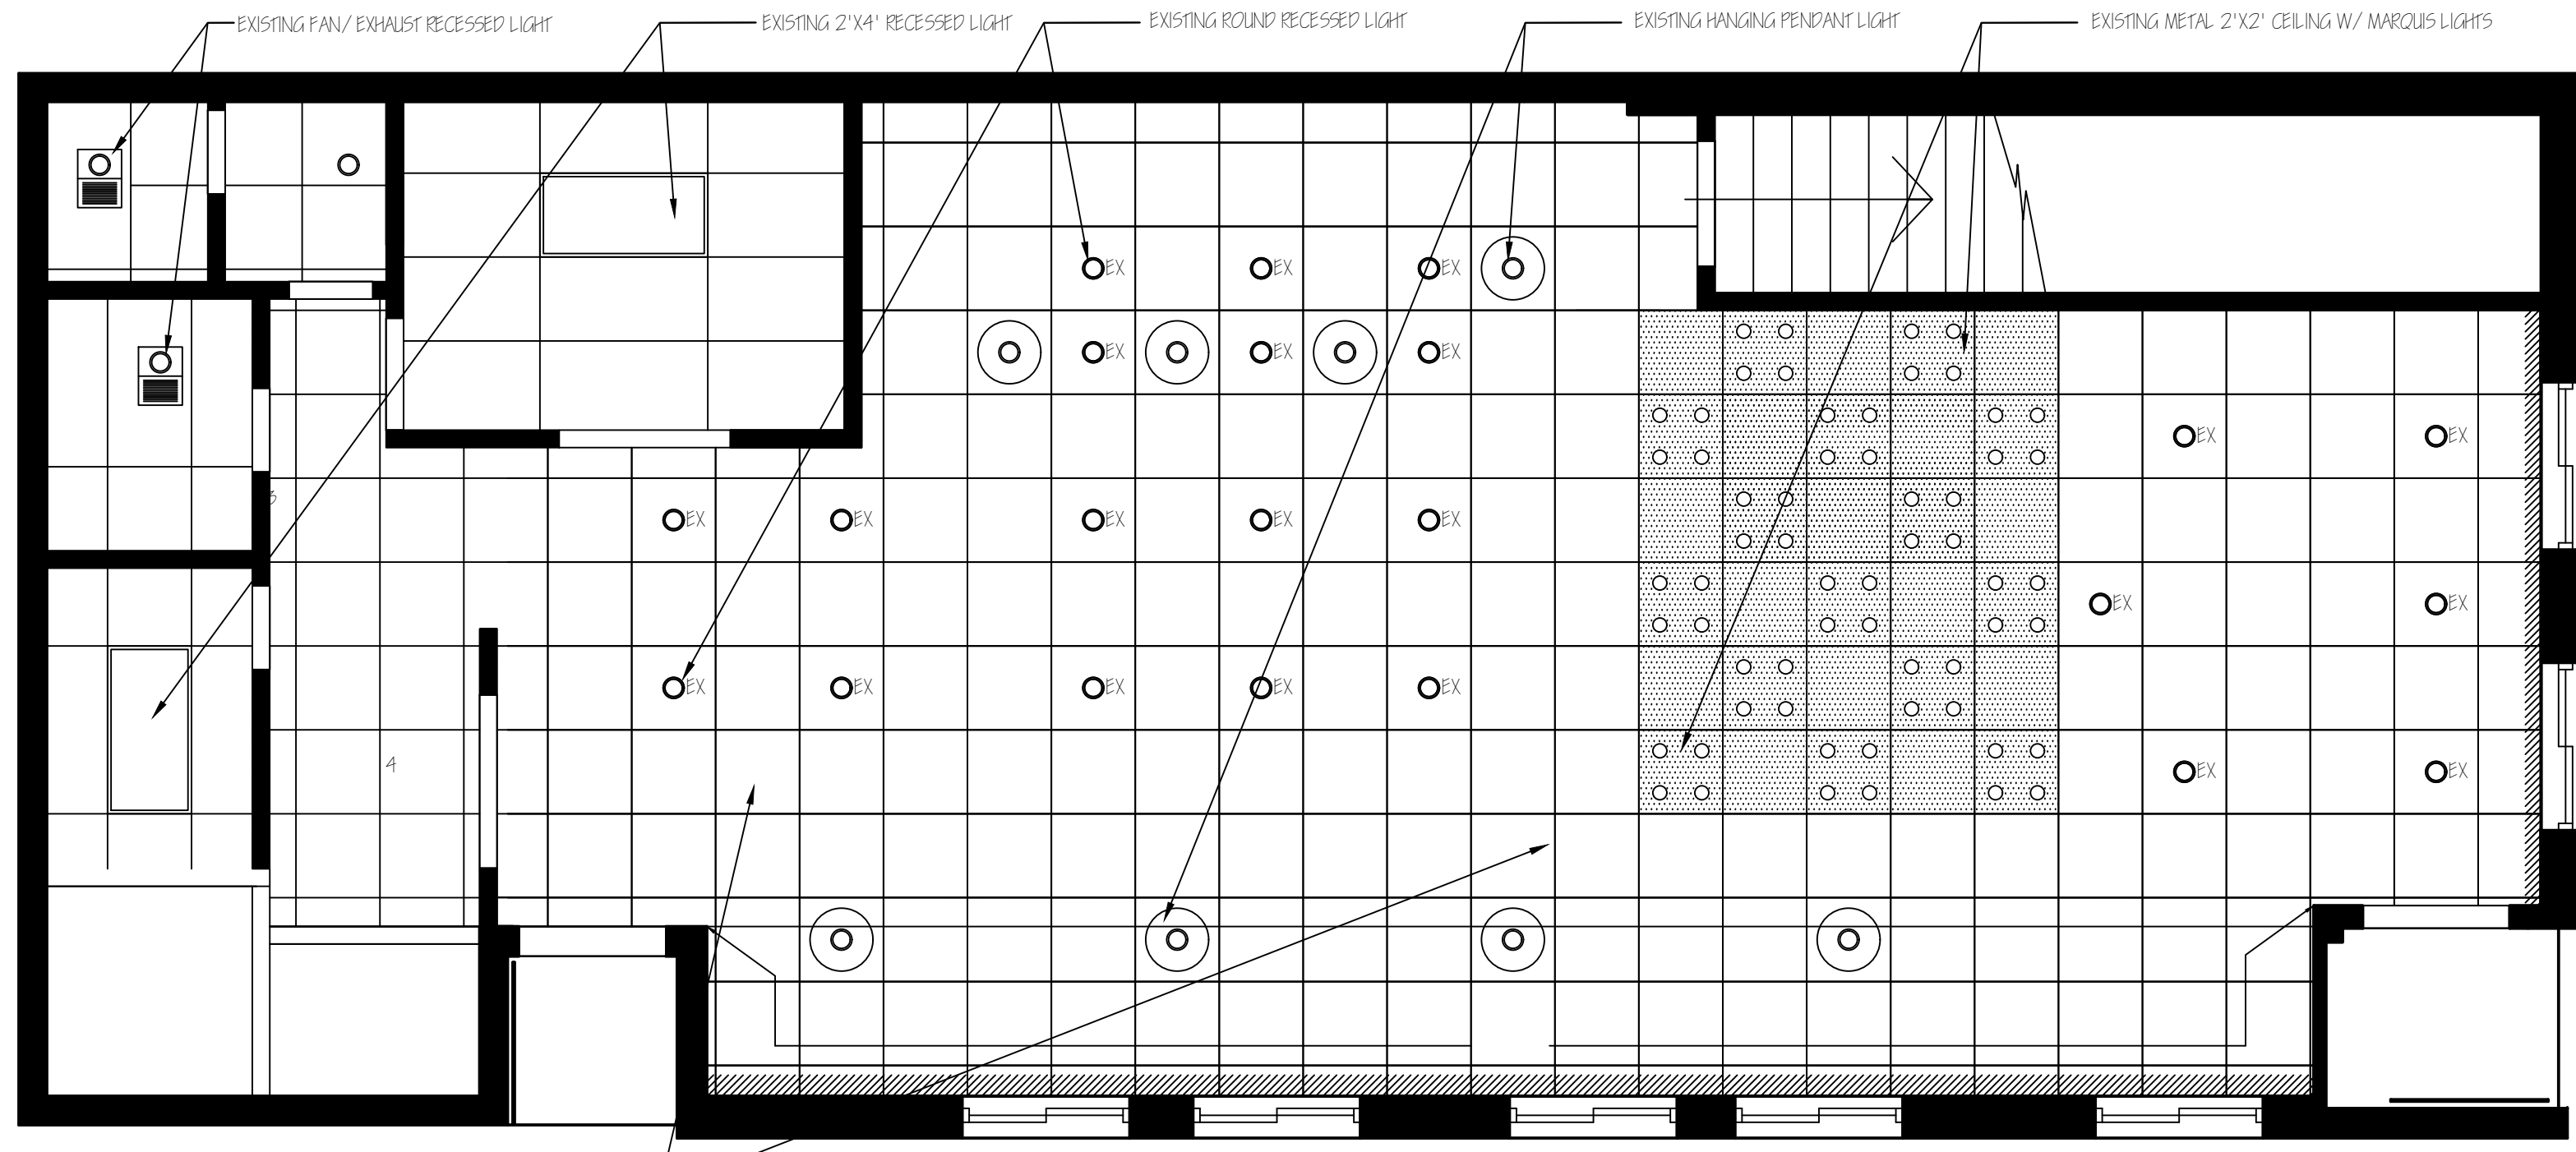 EXISTING FAN/ EXHAUST RECESSED LIGHT
EXISTING 2'X4' RECESSED LIGHT
EXISTING ROUND RECESSED LIGHT
EXISTING HANGING PENDANT LIGHT
EXISTING METAL 2'X2' CEILING W/ MARQUIS LIGHTS
EX EX EX
EX EX EX
EX EX
3
EX EX EX EX EX
EX EX
EX EX EX EX EX
4
EX EX